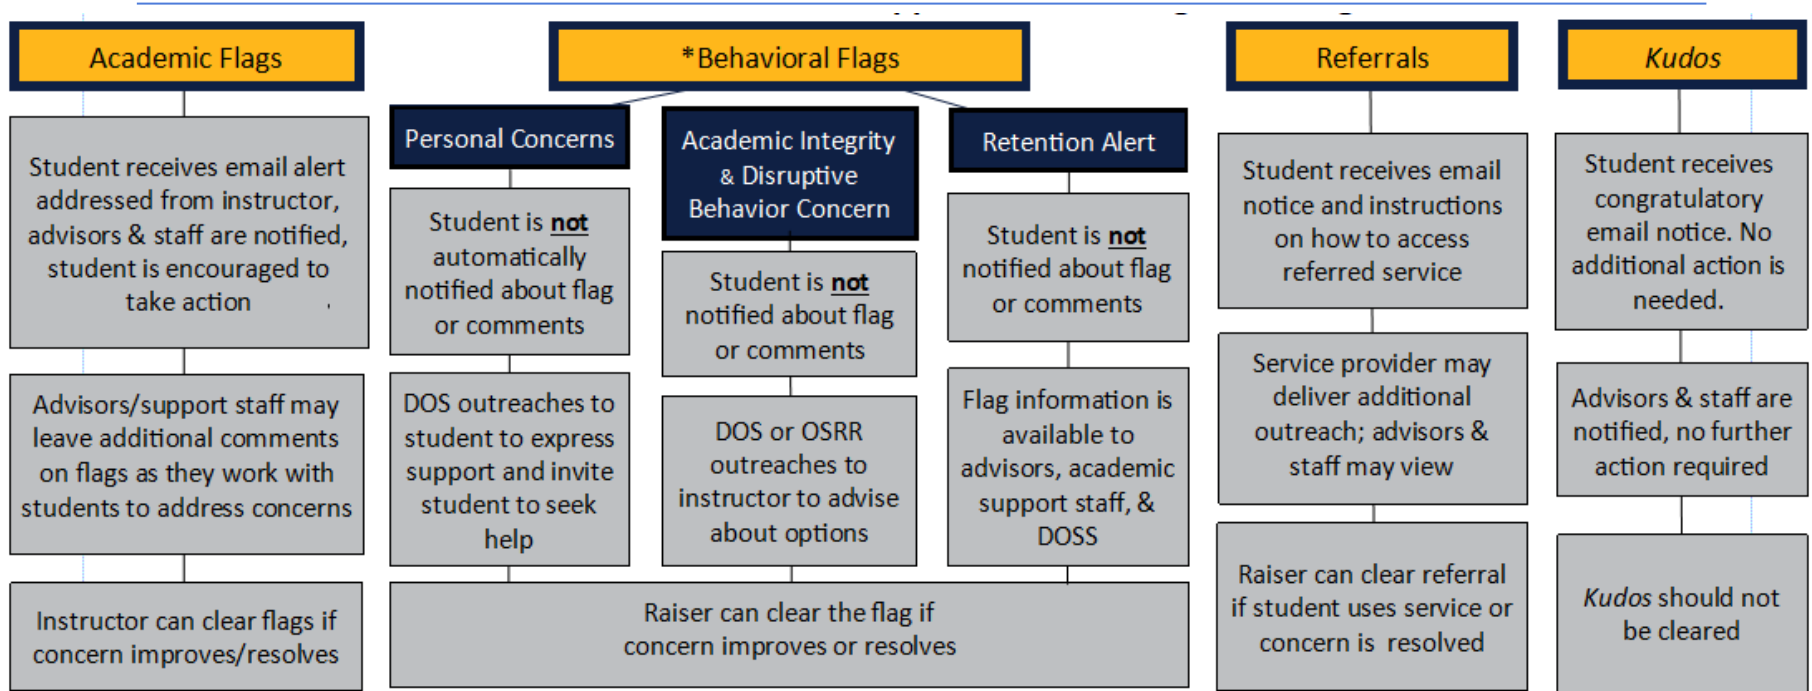 Academic Flags
Student receives email alert
addressed from instructor,
advisors & staff are notified,
student is encouraged to
take action
Advisors/support staff may
leave additional comments
on flags as they work with
students to address concerns
Instructor can clear flags if
concern improves/resolves
*Behavioral Flags
Personal Concerns
Student is not
automatically
notified about flag
or comments
DOS outreaches to
student to express
support and invite
student to seek
help
Academic Integrity
& Disruptive
Behavior Concern
Student is not
notified about flag
or comments
DOS or OSRR
outreaches to
instructor to advise
about options
Retention Alert
Student is not
notified about flag
or comments
Flag information is
available to
advisors, academic
support staff, &
DOSS
Raiser can clear the flag if
concern improves or resolves
Referrals
Student receives email
notice and instructions
on how to access
referred service
Service provider may
deliver additional
outreach; advisors &
staff may view
Raiser can clear referral
if student uses service or
concern is resolved
Kudos
Student receives
congratulatory
email notice. No
additional action is
needed.
Advisors & staff are
notified, no further
action required
Kudos should not
be cleared